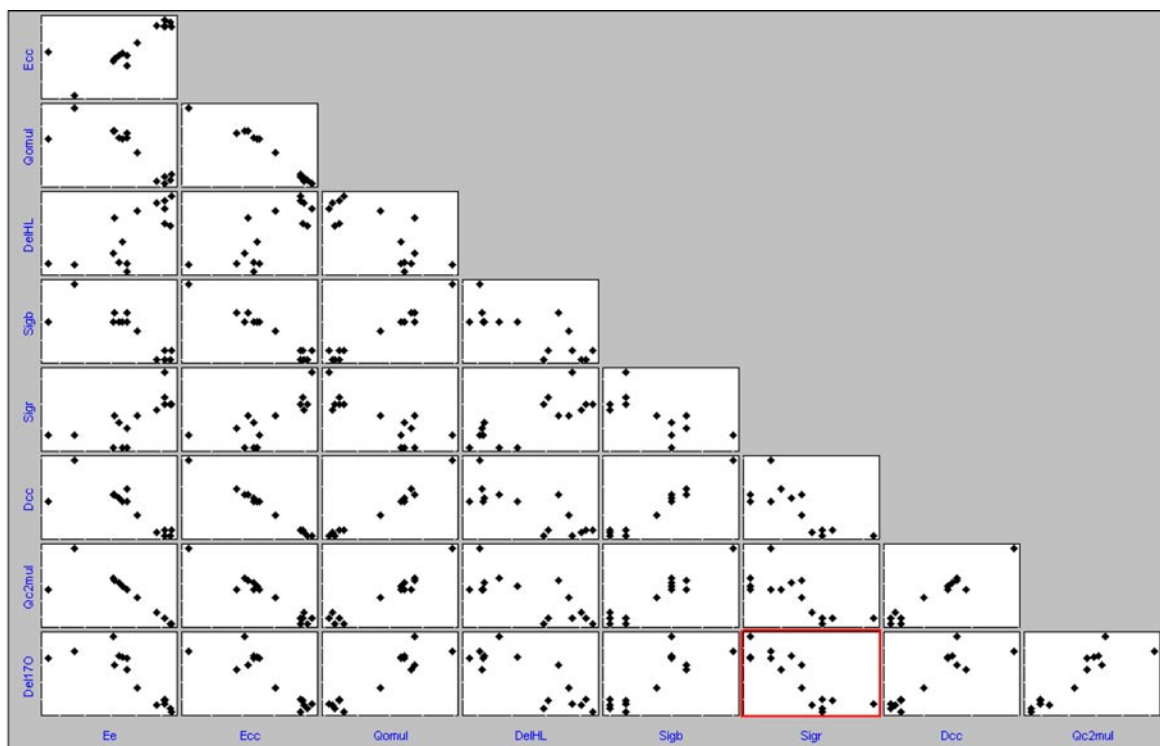 Ecc
Qomul
DelHL
Sigb
Sigr
Dcc
Qc2mul
Del17O
Ee Ecc Qomul DelHL Sigb Sigr Dcc Qc2mul